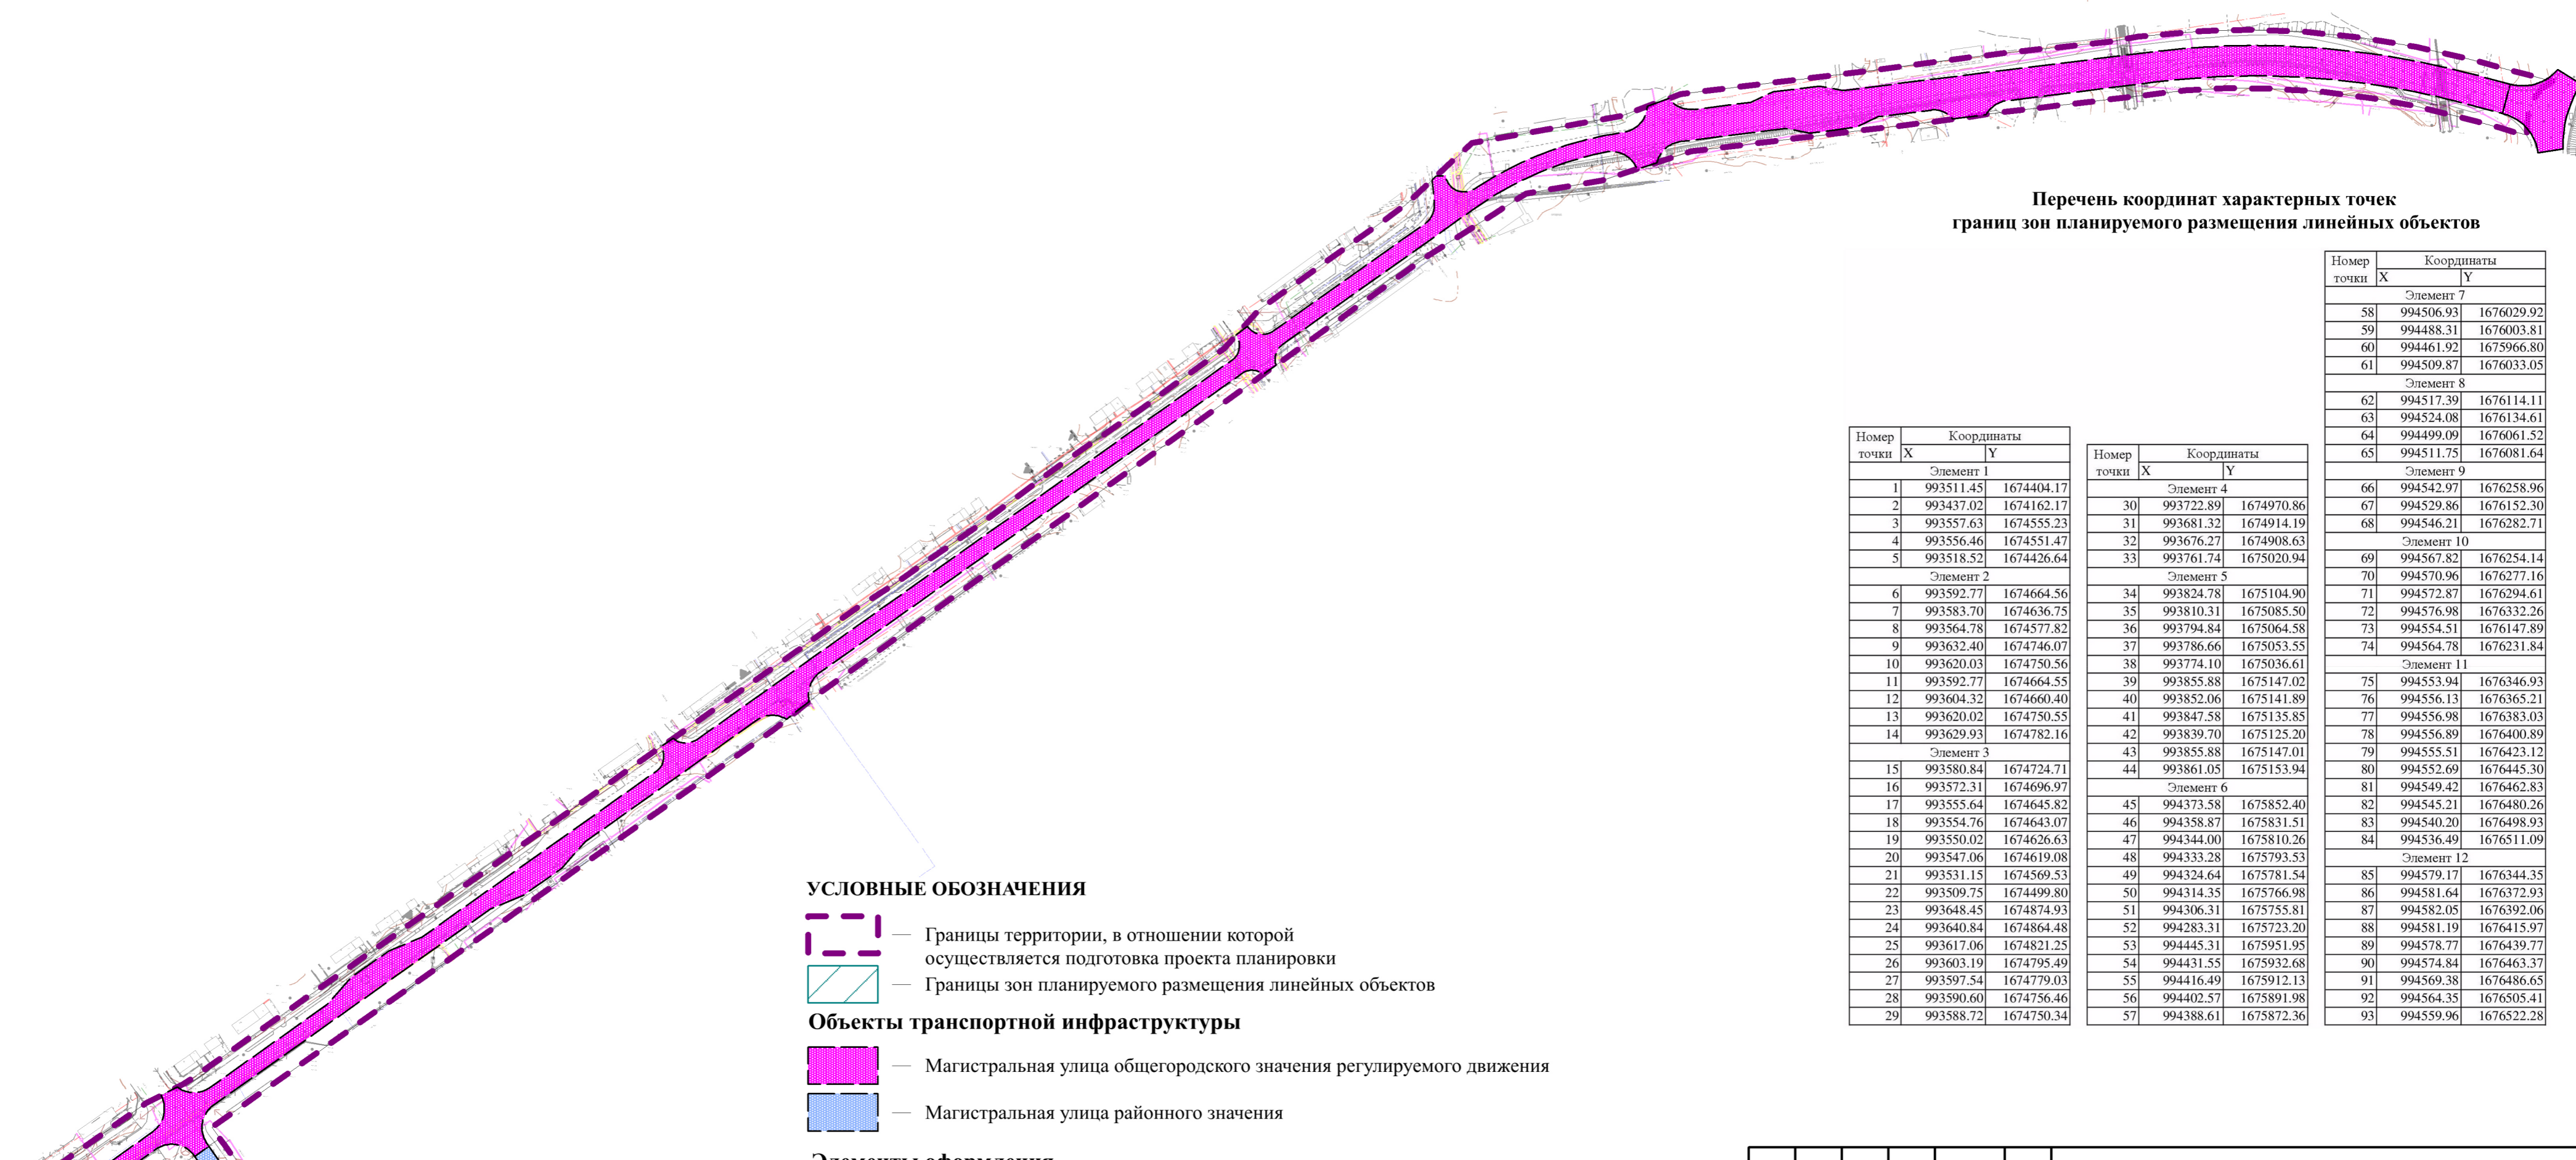 Перечень координат характерных точек
границ зон планируемого размещения линейных объектов
Номер Координаты
точки X Y
Элемент 1
1 993511.45 1674404.17
2 993437.02 1674162.17
3 993557.63 1674555.23
4 993556.46 1674551.47
5 993518.52 1674426.64
Элемент 2
6 993592.77 1674664.56
7 993583.70 1674636.75
8 993564.78 1674577.82
9 993632.40 1674746.07
10 993620.03 1674750.56
11 993592.77 1674664.55
12 993604.32 1674660.40
13 993620.02 1674750.55
14 993629.93 1674782.16
Элемент 3
15 993580.84 1674724.71
16 993572.31 1674696.97
17 993555.64 1674645.82
18 993554.76 1674643.07
19 993550.02 1674626.63
20 993547.06 1674619.08
21 993531.15 1674569.53
22 993509.75 1674499.80
23 993648.45 1674874.93
24 993640.84 1674864.48
25 993617.06 1674821.25
26 993603.19 1674795.49
27 993597.54 1674779.03
28 993590.60 1674756.46
29 993588.72 1674750.34
Номер Координаты
точки X Y
Элемент 4
30 993722.89 1674970.86
31 993681.32 1674914.19
32 993676.27 1674908.63
33 993761.74 1675020.94
Элемент 5
34 993824.78 1675104.90
35 993810.31 1675085.50
36 993794.84 1675064.58
37 993786.66 1675053.55
38 993774.10 1675036.61
39 993855.88 1675147.02
40 993852.06 1675141.89
41 993847.58 1675135.85
42 993839.70 1675125.20
43 993855.88 1675147.01
44 993861.05 1675153.94
Элемент 6
45 994373.58 1675852.40
46 994358.87 1675831.51
47 994344.00 1675810.26
48 994333.28 1675793.53
49 994324.64 1675781.54
50 994314.35 1675766.98
51 994306.31 1675755.81
52 994283.31 1675723.20
53 994445.31 1675951.95
54 994431.55 1675932.68
55 994416.49 1675912.13
56 994402.57 1675891.98
57 994388.61 1675872.36
Номер Координаты
точки X Y
Элемент 7
58 994506.93 1676029.92
59 994488.31 1676003.81
60 994461.92 1675966.80
61 994509.87 1676033.05
Элемент 8
62 994517.39 1676114.11
63 994524.08 1676134.61
64 994499.09 1676061.52
65 994511.75 1676081.64
Элемент 9
66 994542.97 1676258.96
67 994529.86 1676152.30
68 994546.21 1676282.71
Элемент 10
69 994567.82 1676254.14
70 994570.96 1676277.16
71 994572.87 1676294.61
72 994576.98 1676332.26
73 994554.51 1676147.89
74 994564.78 1676231.84
Элемент 11
75 994553.94 1676346.93
76 994556.13 1676365.21
77 994556.98 1676383.03
78 994556.89 1676400.89
79 994555.51 1676423.12
80 994552.69 1676445.30
81 994549.42 1676462.83
82 994545.21 1676480.26
83 994540.20 1676498.93
84 994536.49 1676511.09
Элемент 12
85 994579.17 1676344.35
86 994581.64 1676372.93
87 994582.05 1676392.06
88 994581.19 1676415.97
89 994578.77 1676439.77
90 994574.84 1676463.37
91 994569.38 1676486.65
92 994564.35 1676505.41
93 994559.96 1676522.28
УСЛОВНЫЕ ОБОЗНАЧЕНИЯ
— Границы территории, в отношении которой
осуществляется подготовка проекта планировки
— Границы зон планируемого размещения линейных объектов
Объекты транспортной инфраструктуры
— Магистральная улица общегородского значения регулируемого движения
— Магистральная улица районного значения
Элементы оформления